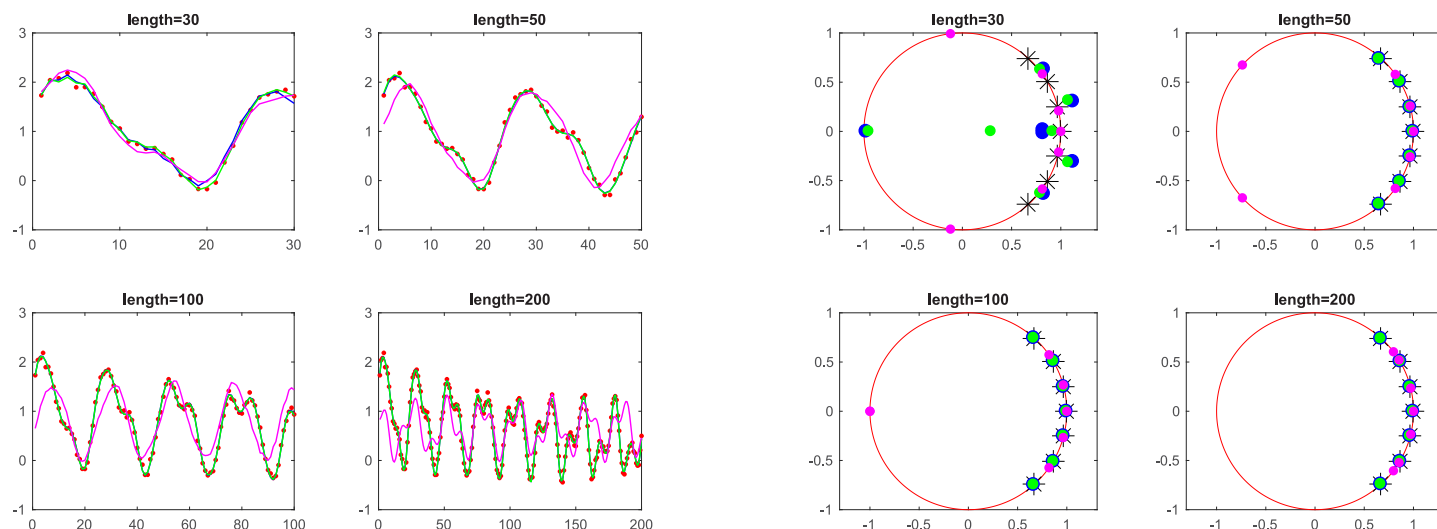 length=30 length=50 length=30 length=50
3 3 1 1
2 2 0.5 0.5
1 1 0 0
0 0 -0.5 -0.5
-1 -1 -1 -1
0 10 20 30 0 10 20 30 40 50 -1 -0.5 0 0.5 1 -1 -0.5 0 0.5 1
length=100 length=200 length=100 length=200
3 3 1 1
2 2 0.5 0.5
1 1 0 0
0 0 -0.5 -0.5
-1 -1 -1 -1
0 20 40 60 80 100 0 50 100 150 200 -1 -0.5 0 0.5 1 -1 -0.5 0 0.5 1